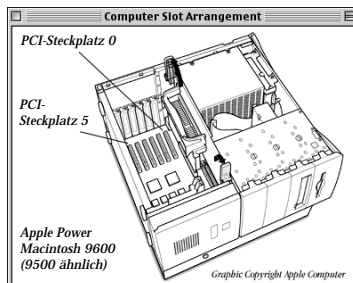 Computer Slot Arrangement
PCI-Steckplatz 0
PCI-
Steckplatz 5
Apple Power
Macintosh 9600
(9500 ähnlich)
Graphic Copyright Apple Computer